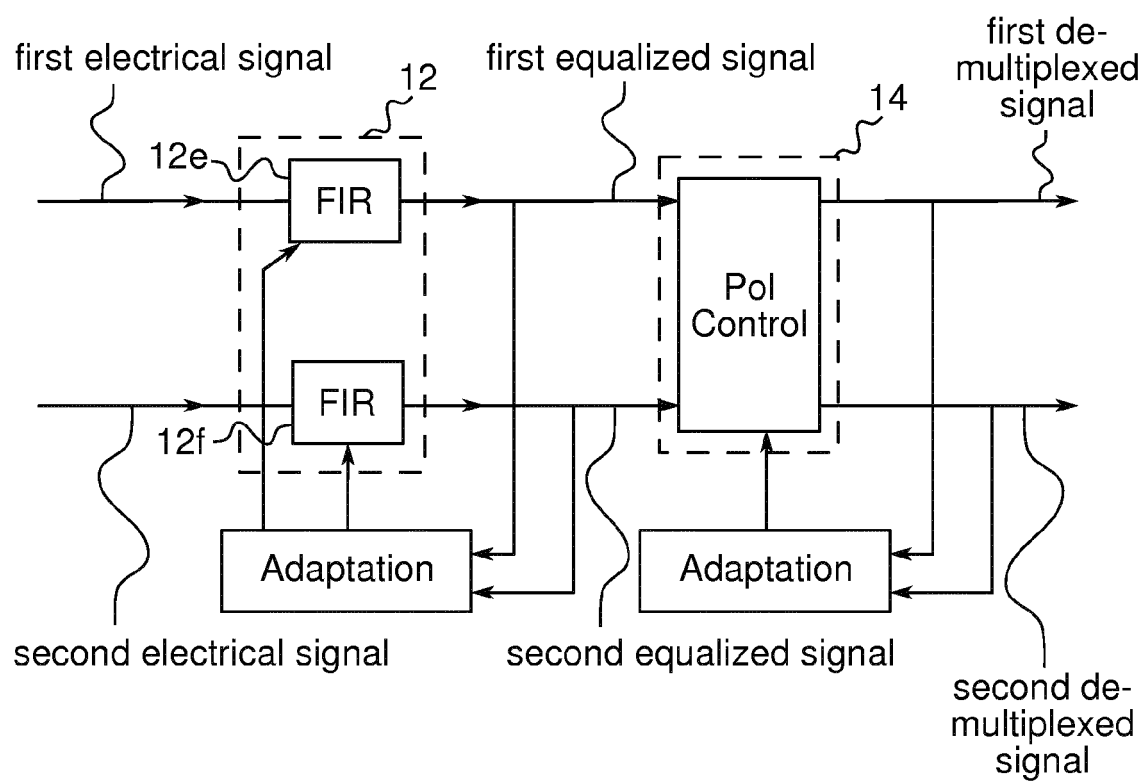 first electrical signal
12
first equalized signal
14
first de-
multiplexed
signal
12e
FIR
Pol
Control
FIR
12f
Adaptation
Adaptation
second electrical signal
second equalized signal
second de-
multiplexed
signal